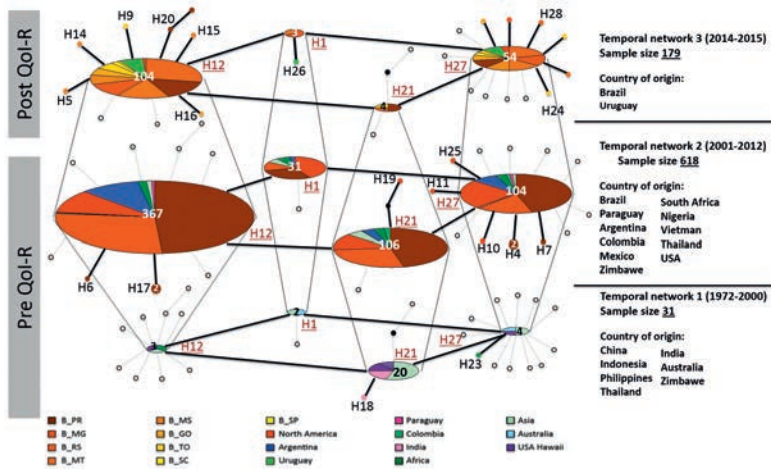 Post QoI-R
H9
H20
H14
H15
H28
104
3
H1
54
H12
H27
H26
H21
H5
4
H16
H24
Temporal network 3 (2014-2015)
Sample size 179
Country of origin:
Brazil
Uruguay
Pre QoI-R
31
H25
H19
H11
104
H1
H27
367
H21
H12
106
H10
H4
H7
2
H6
H17
2
Temporal network 2 (2001-2012)
Sample size 618
Country of origin:
Brazil South Africa
Paraguay Nigeria
Argentina Vietman
Colombia Thailand
Mexico USA
Zimbabwe
2
H1
H27
4
3
H12
H21
20
H23
H18
Temporal network 1 (1972-2000)
Sample size 31
Country of origin:
China India
Indonesia Australia
Philippines Zimbabwe
Thailand
B_PR B_MS B_SP Paraguay Asia
B_MG B_GO North America Colombia Australia
B_RS B_TO Argentina India USA Hawaii
B_MT B_SC Uruguay Africa